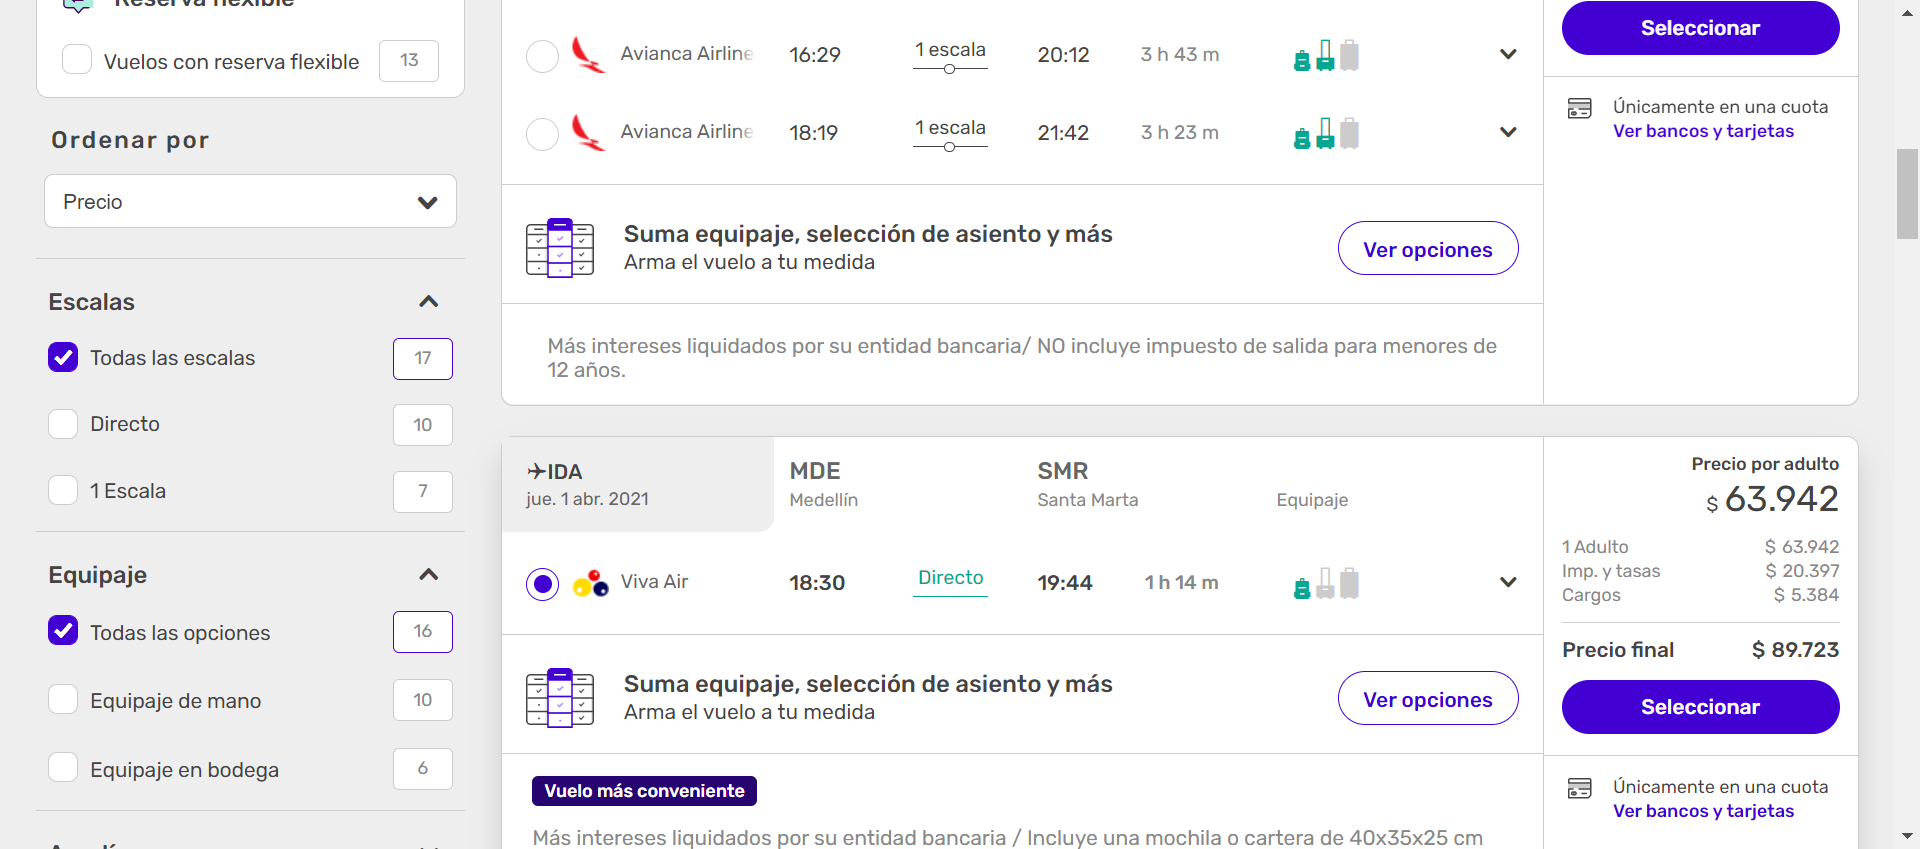 Reserva flexible
Vuelos con reserva flexible 13
Ordenar por
Precio
Escalas
Todas las escalas 17
Directo 10
1 Escala 7
Equipaje
Todas las opciones 16
Equipaje de mano 10
Equipaje en bodega 6
Avianca Airline 16:29 1 escala 20:12 3 h 43 m
Avianca Airline 18:19 1 escala 21:42 3 h 23 m
Suma equipaje, selección de asiento y más
Arma el vuelo a tu medida
Ver opciones
Más intereses liquidados por su entidad bancaria/ NO incluye impuesto de salida para menores de
12 años.
Seleccionar
Únicamente en una cuota
Ver bancos y tarjetas
IDA MDE SMR
jue. 1 abr. 2021 Medellín Santa Marta Equipaje
Viva Air 18:30 Directo 19:44 1 h 14 m
Suma equipaje, selección de asiento y más
Arma el vuelo a tu medida
Ver opciones
Vuelo más conveniente
Más intereses liquidados por su entidad bancaria / Incluye una mochila o cartera de 40x35x25 cm
Precio por adulto
$ 63.942
1 Adulto $ 63.942
Imp. y tasas $ 20.397
Cargos $ 5.384
Precio final $ 89.723
Seleccionar
Únicamente en una cuota
Ver bancos y tarjetas